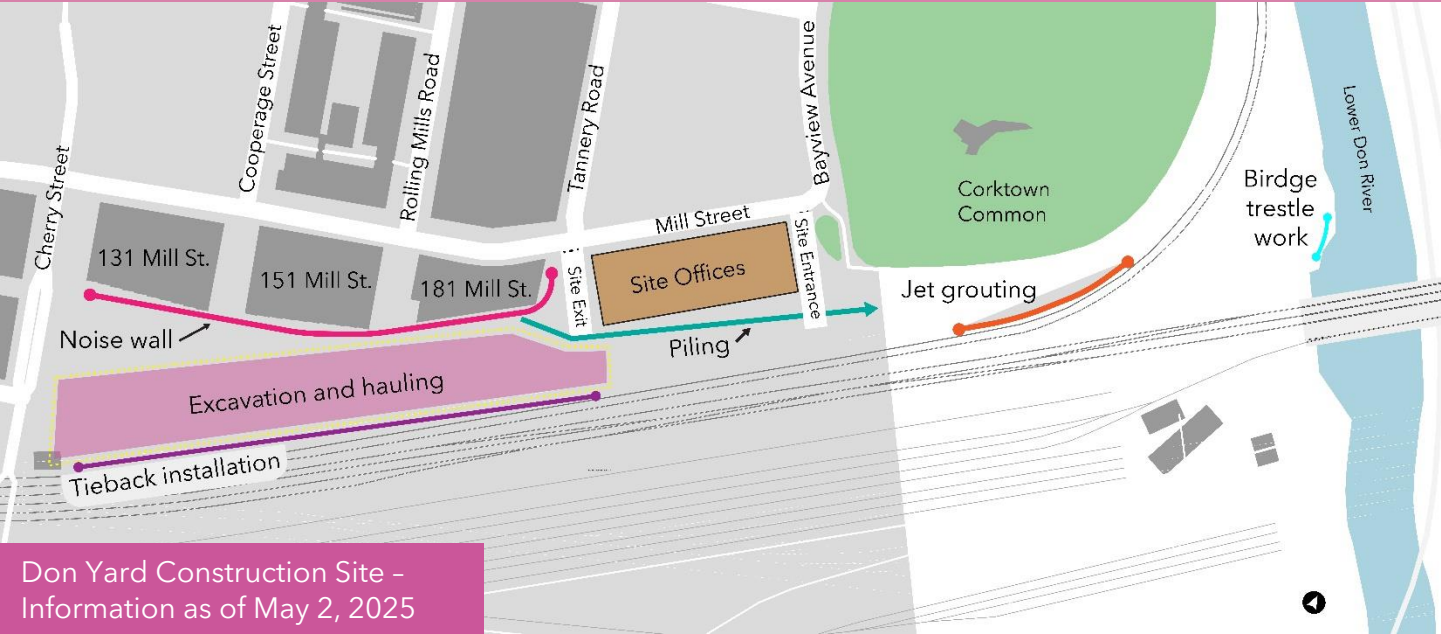 Cherry Street
Cooperage Street
Rolling Mills Road
Tannery Road
Bayview Avenue
Mill Street
Lower Don River
Corktown
Common
Birdge
trestle
work
131 Mill St.
151 Mill St.
181 Mill St.
Site Exit
Site Offices
Site Entrance
Jet grouting
Noise wall
Piling
Excavation and hauling
Tieback installation
Don Yard Construction Site –
Information as of May 2, 2025